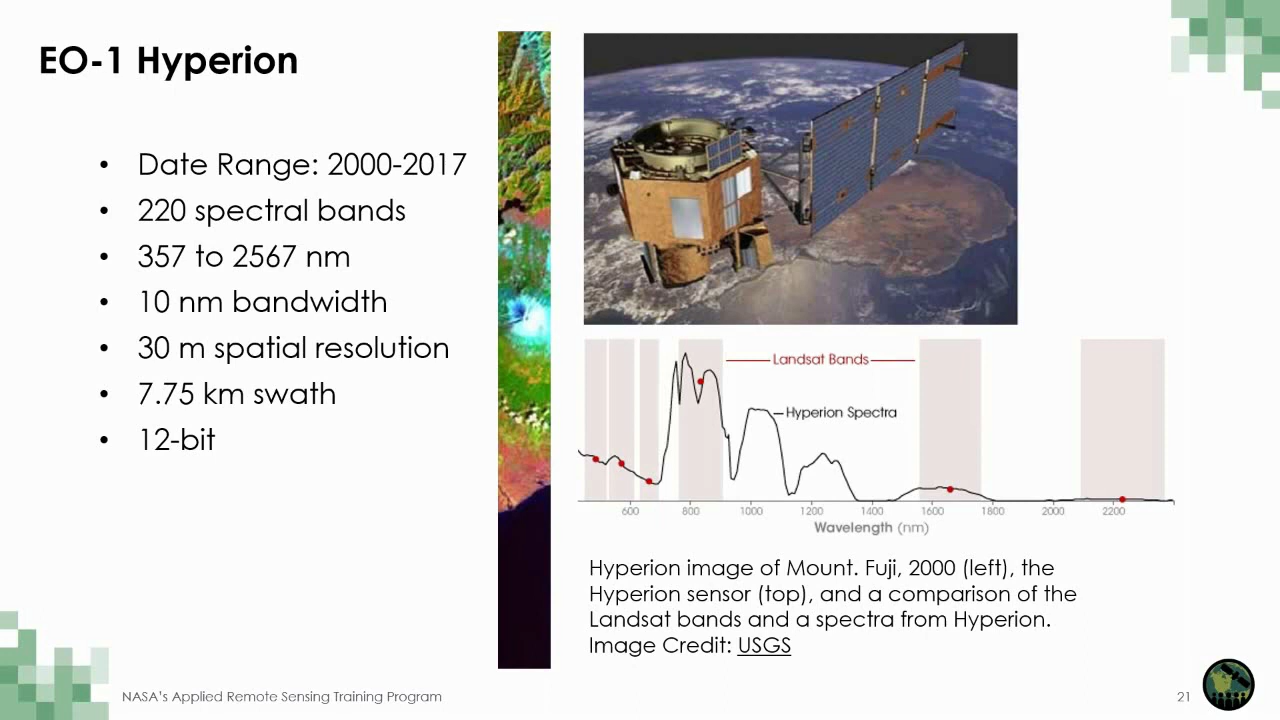 EO-1 Hyperion
• Date Range: 2000-2017
• 220 spectral bands
• 357 to 2567 nm
• 10 nm bandwidth
• 30 m spatial resolution
• 7.75 km swath
• 12-bit
Landsat Bands
Hyperion Spectra
600 800 1000 1200 1400 1600 1800 2000 2200
Wavelength (nm)
Hyperion image of Mount. Fuji, 2000 (left), the
Hyperion sensor (top), and a comparison of the
Landsat bands and a spectra from Hyperion.
Image Credit: USGS
NASA's Applied Remote Sensing Training Program
21